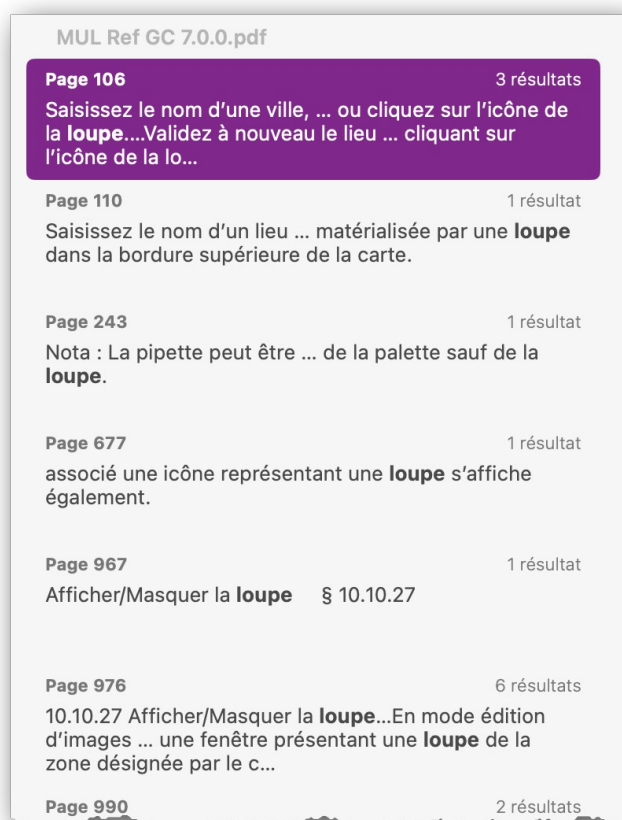 MUL Ref GC 7.0.0.pdf
Page 106 3 résultats
Saisissez le nom d’une ville, ... ou cliquez sur l’icône de
la loupe....Validez à nouveau le lieu ... cliquant sur
l’icône de la lo...
Page 110 1 résultat
Saisissez le nom d’un lieu ... matérialisée par une loupe
dans la bordure supérieure de la carte.
Page 243 1 résultat
Nota : La pipette peut être ... de la palette sauf de la
loupe.
Page 677 1 résultat
associé une icône représentant une loupe s’affiche
également.
Page 967 1 résultat
Afficher/Masquer la loupe § 10.10.27
Page 976 6 résultats
10.10.27 Afficher/Masquer la loupe...En mode édition
d’images ... une fenêtre présentant une loupe de la
zone désignée par le c...
Page 990 2 résultats